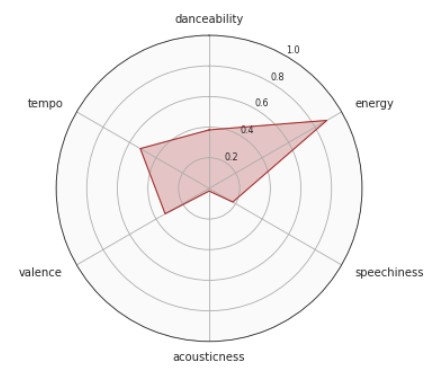 danceability
1.0
0.8
tempo
0.6
energy
0.4
0.2
valence
speechiness
acousticness